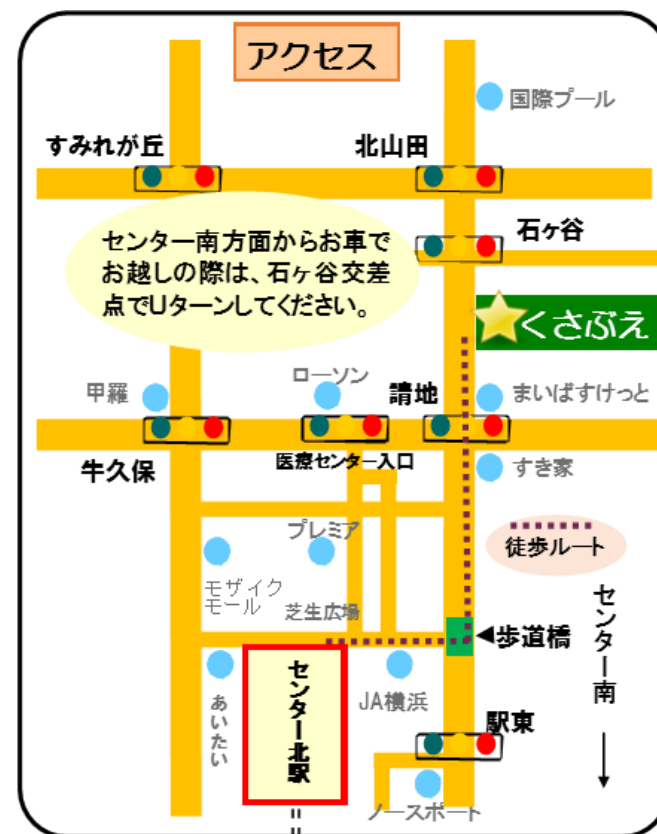 アクセス
国際プール
すみれが丘
北山田
石ヶ谷
センター南方面からお車で
お越しの際は、石ヶ谷交差
点でUターンしてください。
くさぶえ
甲羅
ローソン
請地
まいばすけっと
牛久保
医療センター入口
すき家
プレミア
徒歩ルート
モザイク
モール
芝生広場
センター南
◀歩道橋
あいたい
センター北駅
JA横浜
駅東
ノースポート